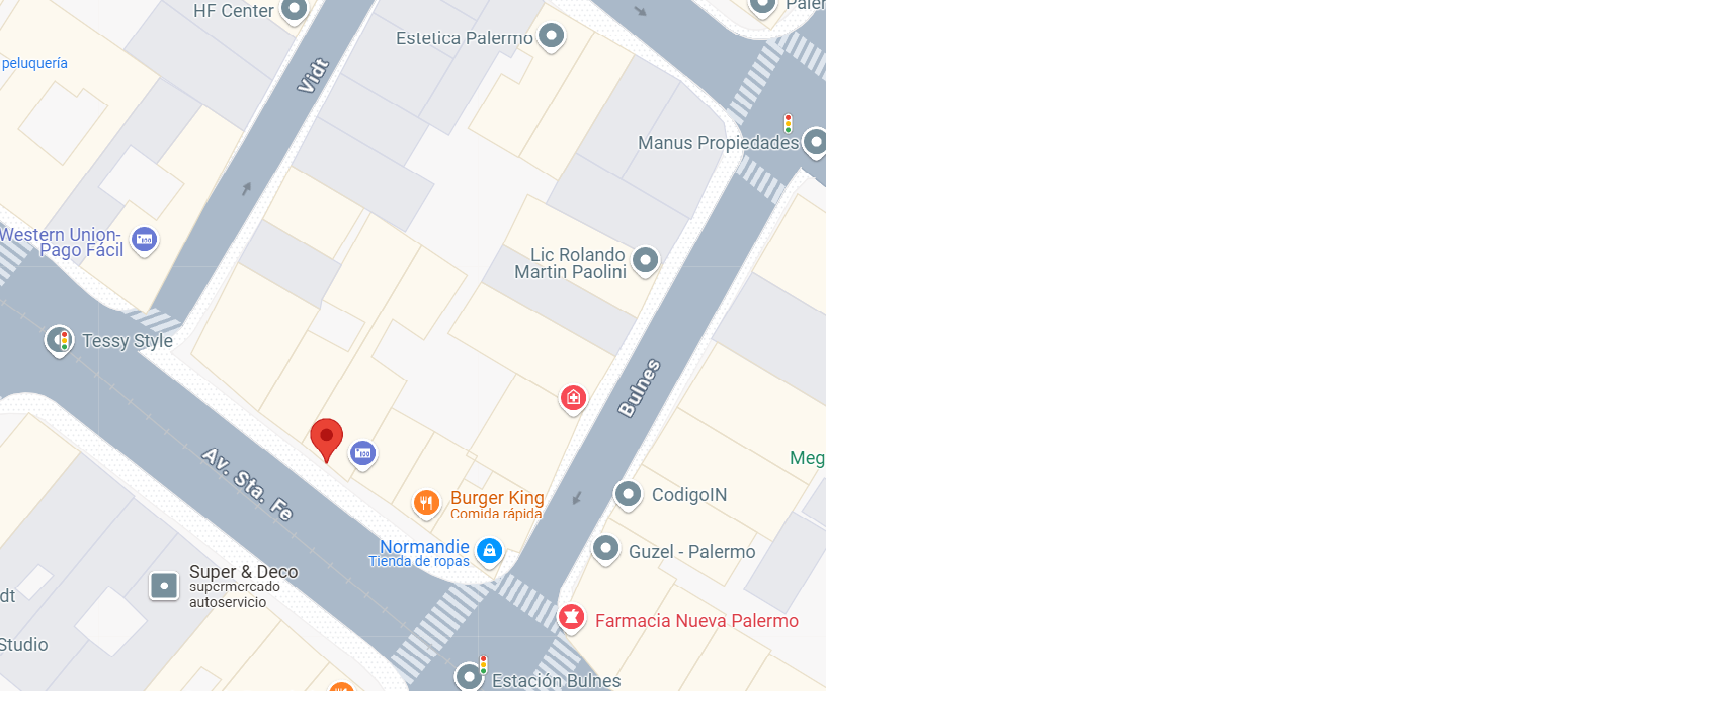 HF Center
Estetica Palermo
Paler
peluquería
Vidt
Manus Propiedades
Western Union-
Pago Fácil
Lic Rolando
Martin Paolini
Tessy Style
Bulnes
Av. Sta. Fe
Meg
Burger King
Comida rápida
CodigoIN
Normandie
Tienda de ropas
Guzel - Palermo
Super & Deco
supermercado
autoservicio
dt
Farmacia Nueva Palermo
Studio
Estación Bulnes